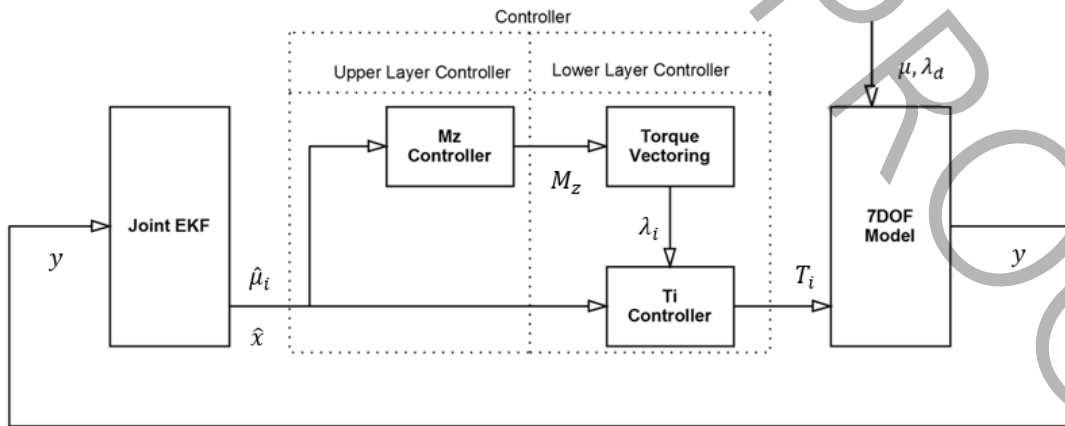 Controller
Upper Layer Controller
Lower Layer Controller
μ, λ_d
Mz
Controller
Torque
Vectoring
M_z
Joint EKF
7DOF
Model
y
y
λ_i
μ̂_i
x̂
Ti
Controller
T_i
PROO